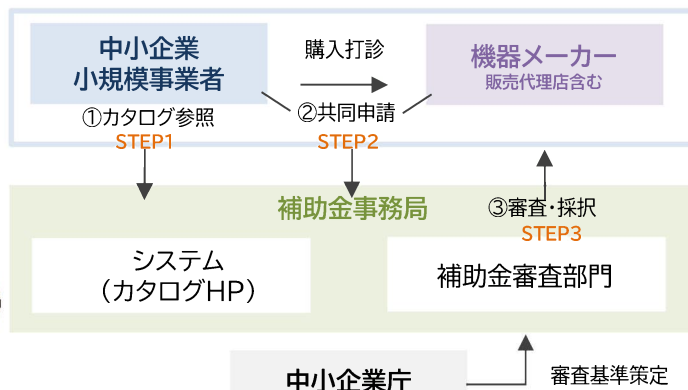 中小企業
小規模事業者
購入打診
機器メーカー
販売代理店含む
①カタログ参照
STEP1
②共同申請
STEP2
補助金事務局
③審査・採択
STEP3
システム
（カタログHP）
補助金審査部門
中小企業庁
審査基準策定